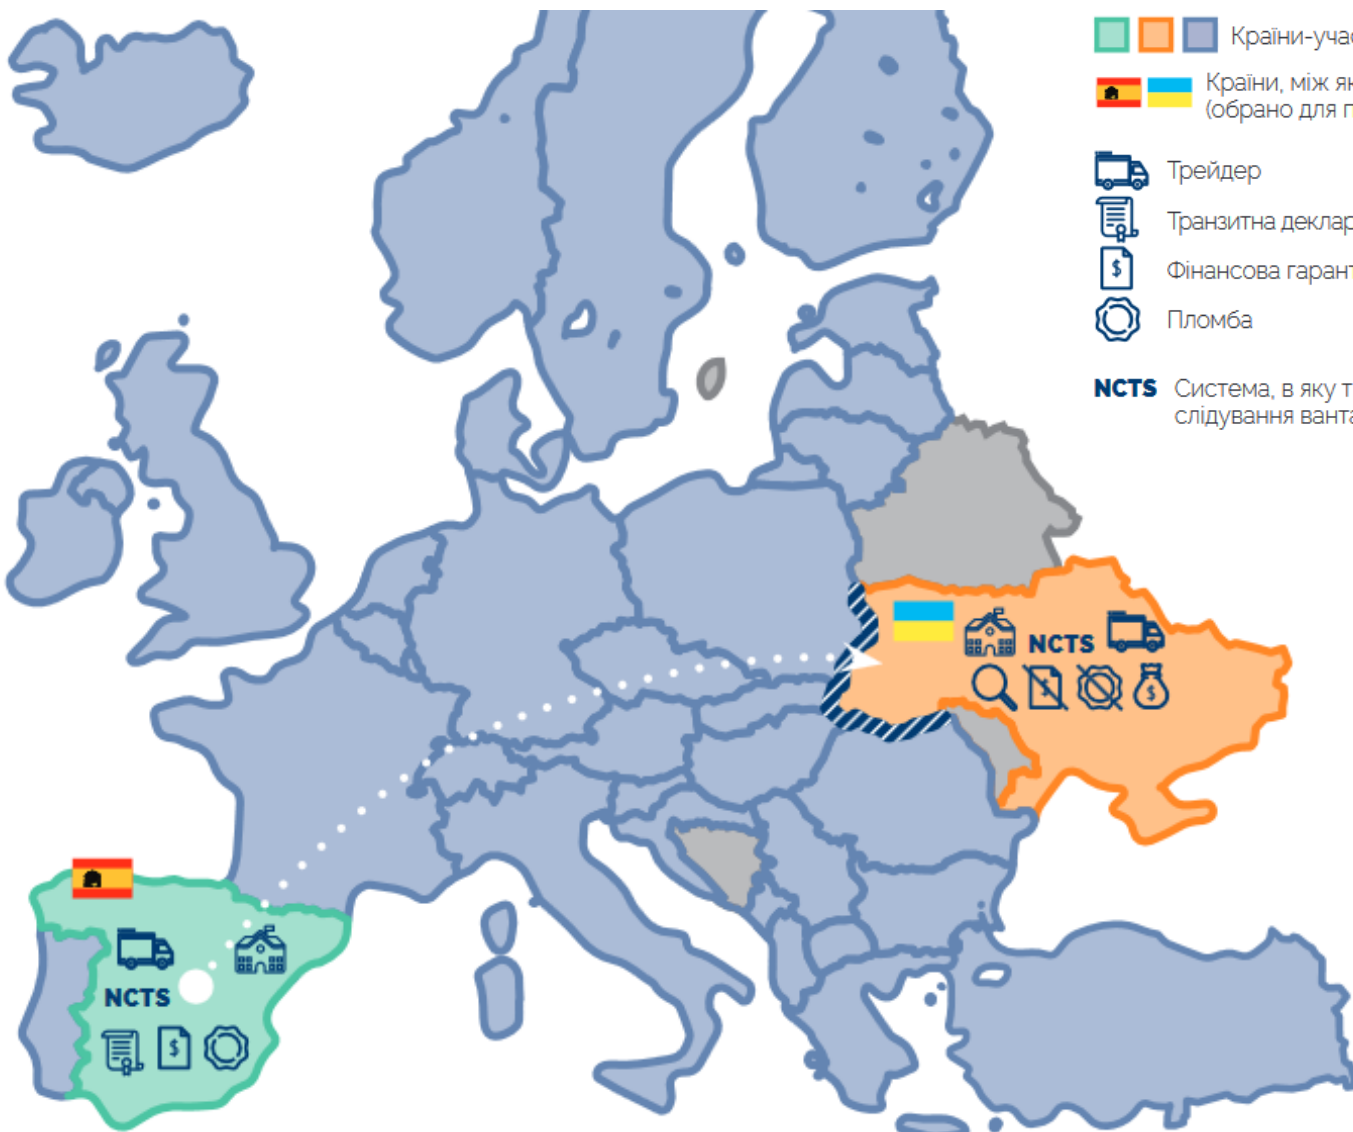 Країни-учас
Країни, між як
(обрано для п
Трейдер
Транзитна деклар
$
Фінансова гарант
Пломба
NCTS Система, в яку т
слідування ванта
NCTS
$ $
NCTS
$